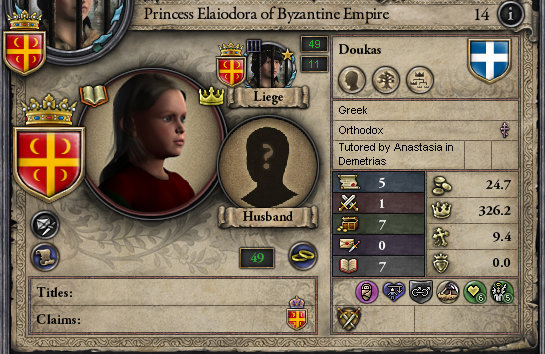 Princess Elaiodora of Byzantine Empire
14
49
11
Liege
Doukas
Greek
Orthodox
Tutored by Anastasia in
Demetrias
Husband
49
5
24.7
1
326.2
7
9.4
0
0.0
7
6
5
Titles:
Claims: